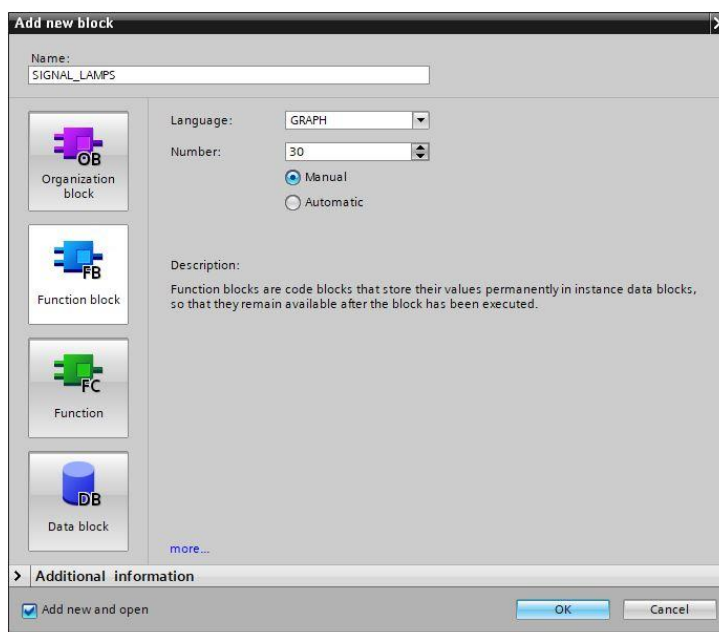 Add new block
Name:
SIGNAL_LAMPS
OB
Organization
block
FB
Function block
FC
Function
DB
Data block
Language:
GRAPH
Number:
30
Manual
Automatic
Description:
Function blocks are code blocks that store their values permanently in instance data blocks,
so that they remain available after the block has been executed.
more...
Additional information
Add new and open
OK
Cancel